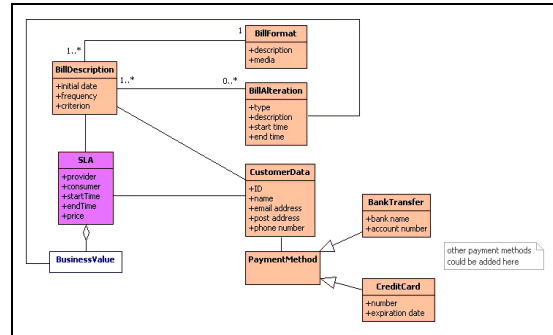 1
BillFormat
+description
+media
1..*
BillDescription
+initial date
+frequency
+criterion
1..*
0..*
BillAlteration
+type
+description
+start time
+end time
SLA
+provider
+consumer
+startTime
+endTime
+price
CustomerData
+ID
+name
+email address
+post address
+phone number
BankTransfer
+bank name
+account number
BusinessValue
PaymentMethod
other payment methods
could be added here
CreditCard
+number
+expiration date